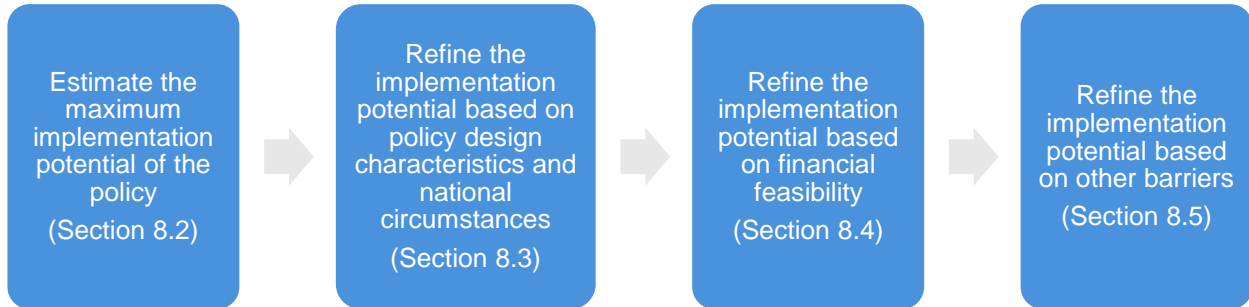 Estimate the
maximum
implementation
potential of the
policy
(Section 8.2)
Refine the
implementation
potential based on
policy design
characteristics and
national
circumstances
(Section 8.3)
Refine the
implementation
potential based
on financial
feasibility
(Section 8.4)
Refine the
implementation
potential based
on other barriers
(Section 8.5)